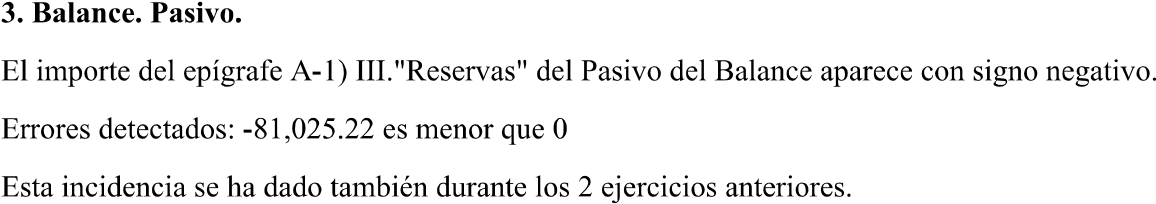 3. Balance. Pasivo.
El importe del epígrafe A-1) III."Reservas" del Pasivo del Balance aparece con signo negativo.
Errores detectados: -81,025.22 es menor que 0
Esta incidencia se ha dado también durante los 2 ejercicios anteriores.